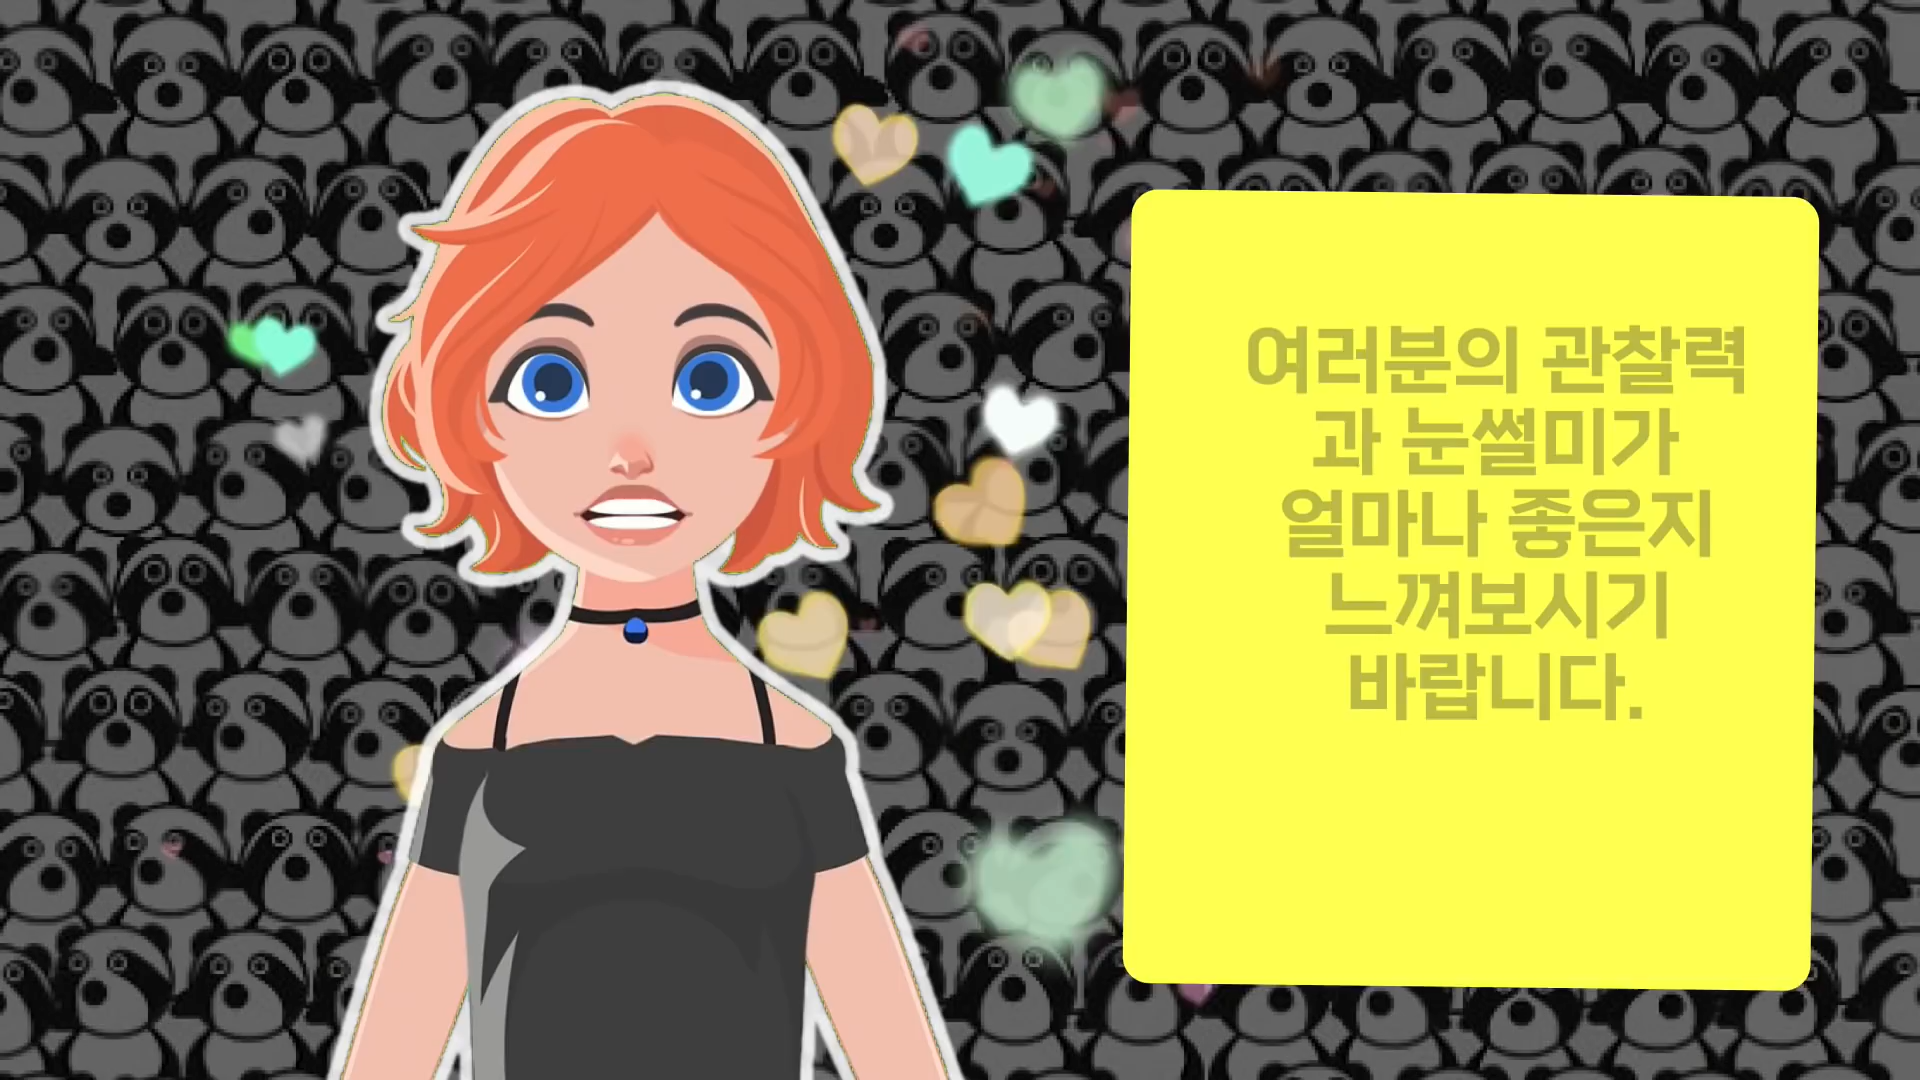 여러분의 관찰력
과 눈썰미가
얼마나 좋은지
느껴보시기
바랍니다.